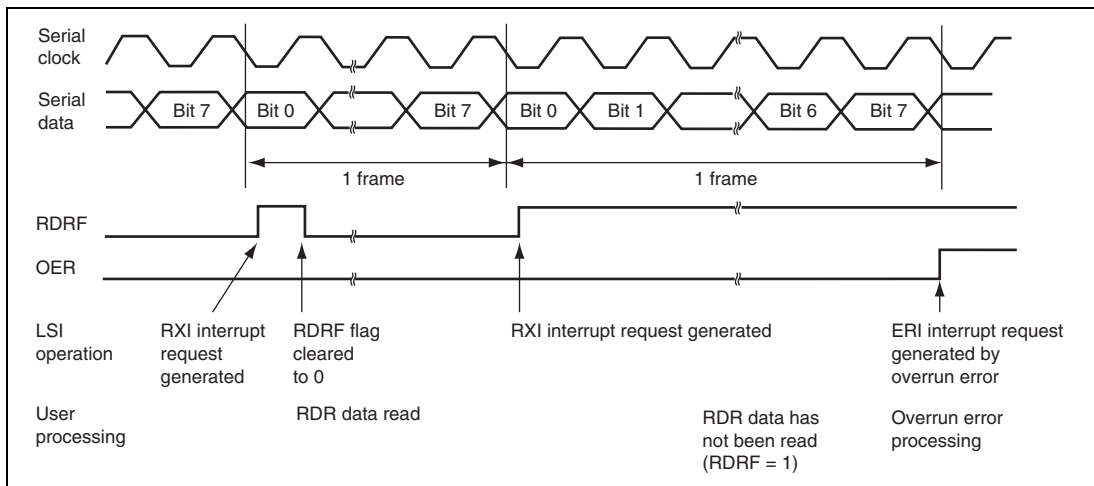 Serial
clock
Serial
data
Bit 7
Bit 0
Bit 7
Bit 0
Bit 1
Bit 6
Bit 7
1 frame
1 frame
RDRF
OER
LSI
operation
RXI interrupt
request
generated
RDRF flag
cleared
to 0
RXI interrupt request generated
ERI interrupt request
generated by
overrun error
User
processing
RDR data read
RDR data has
not been read
(RDRF = 1)
Overrun error
processing